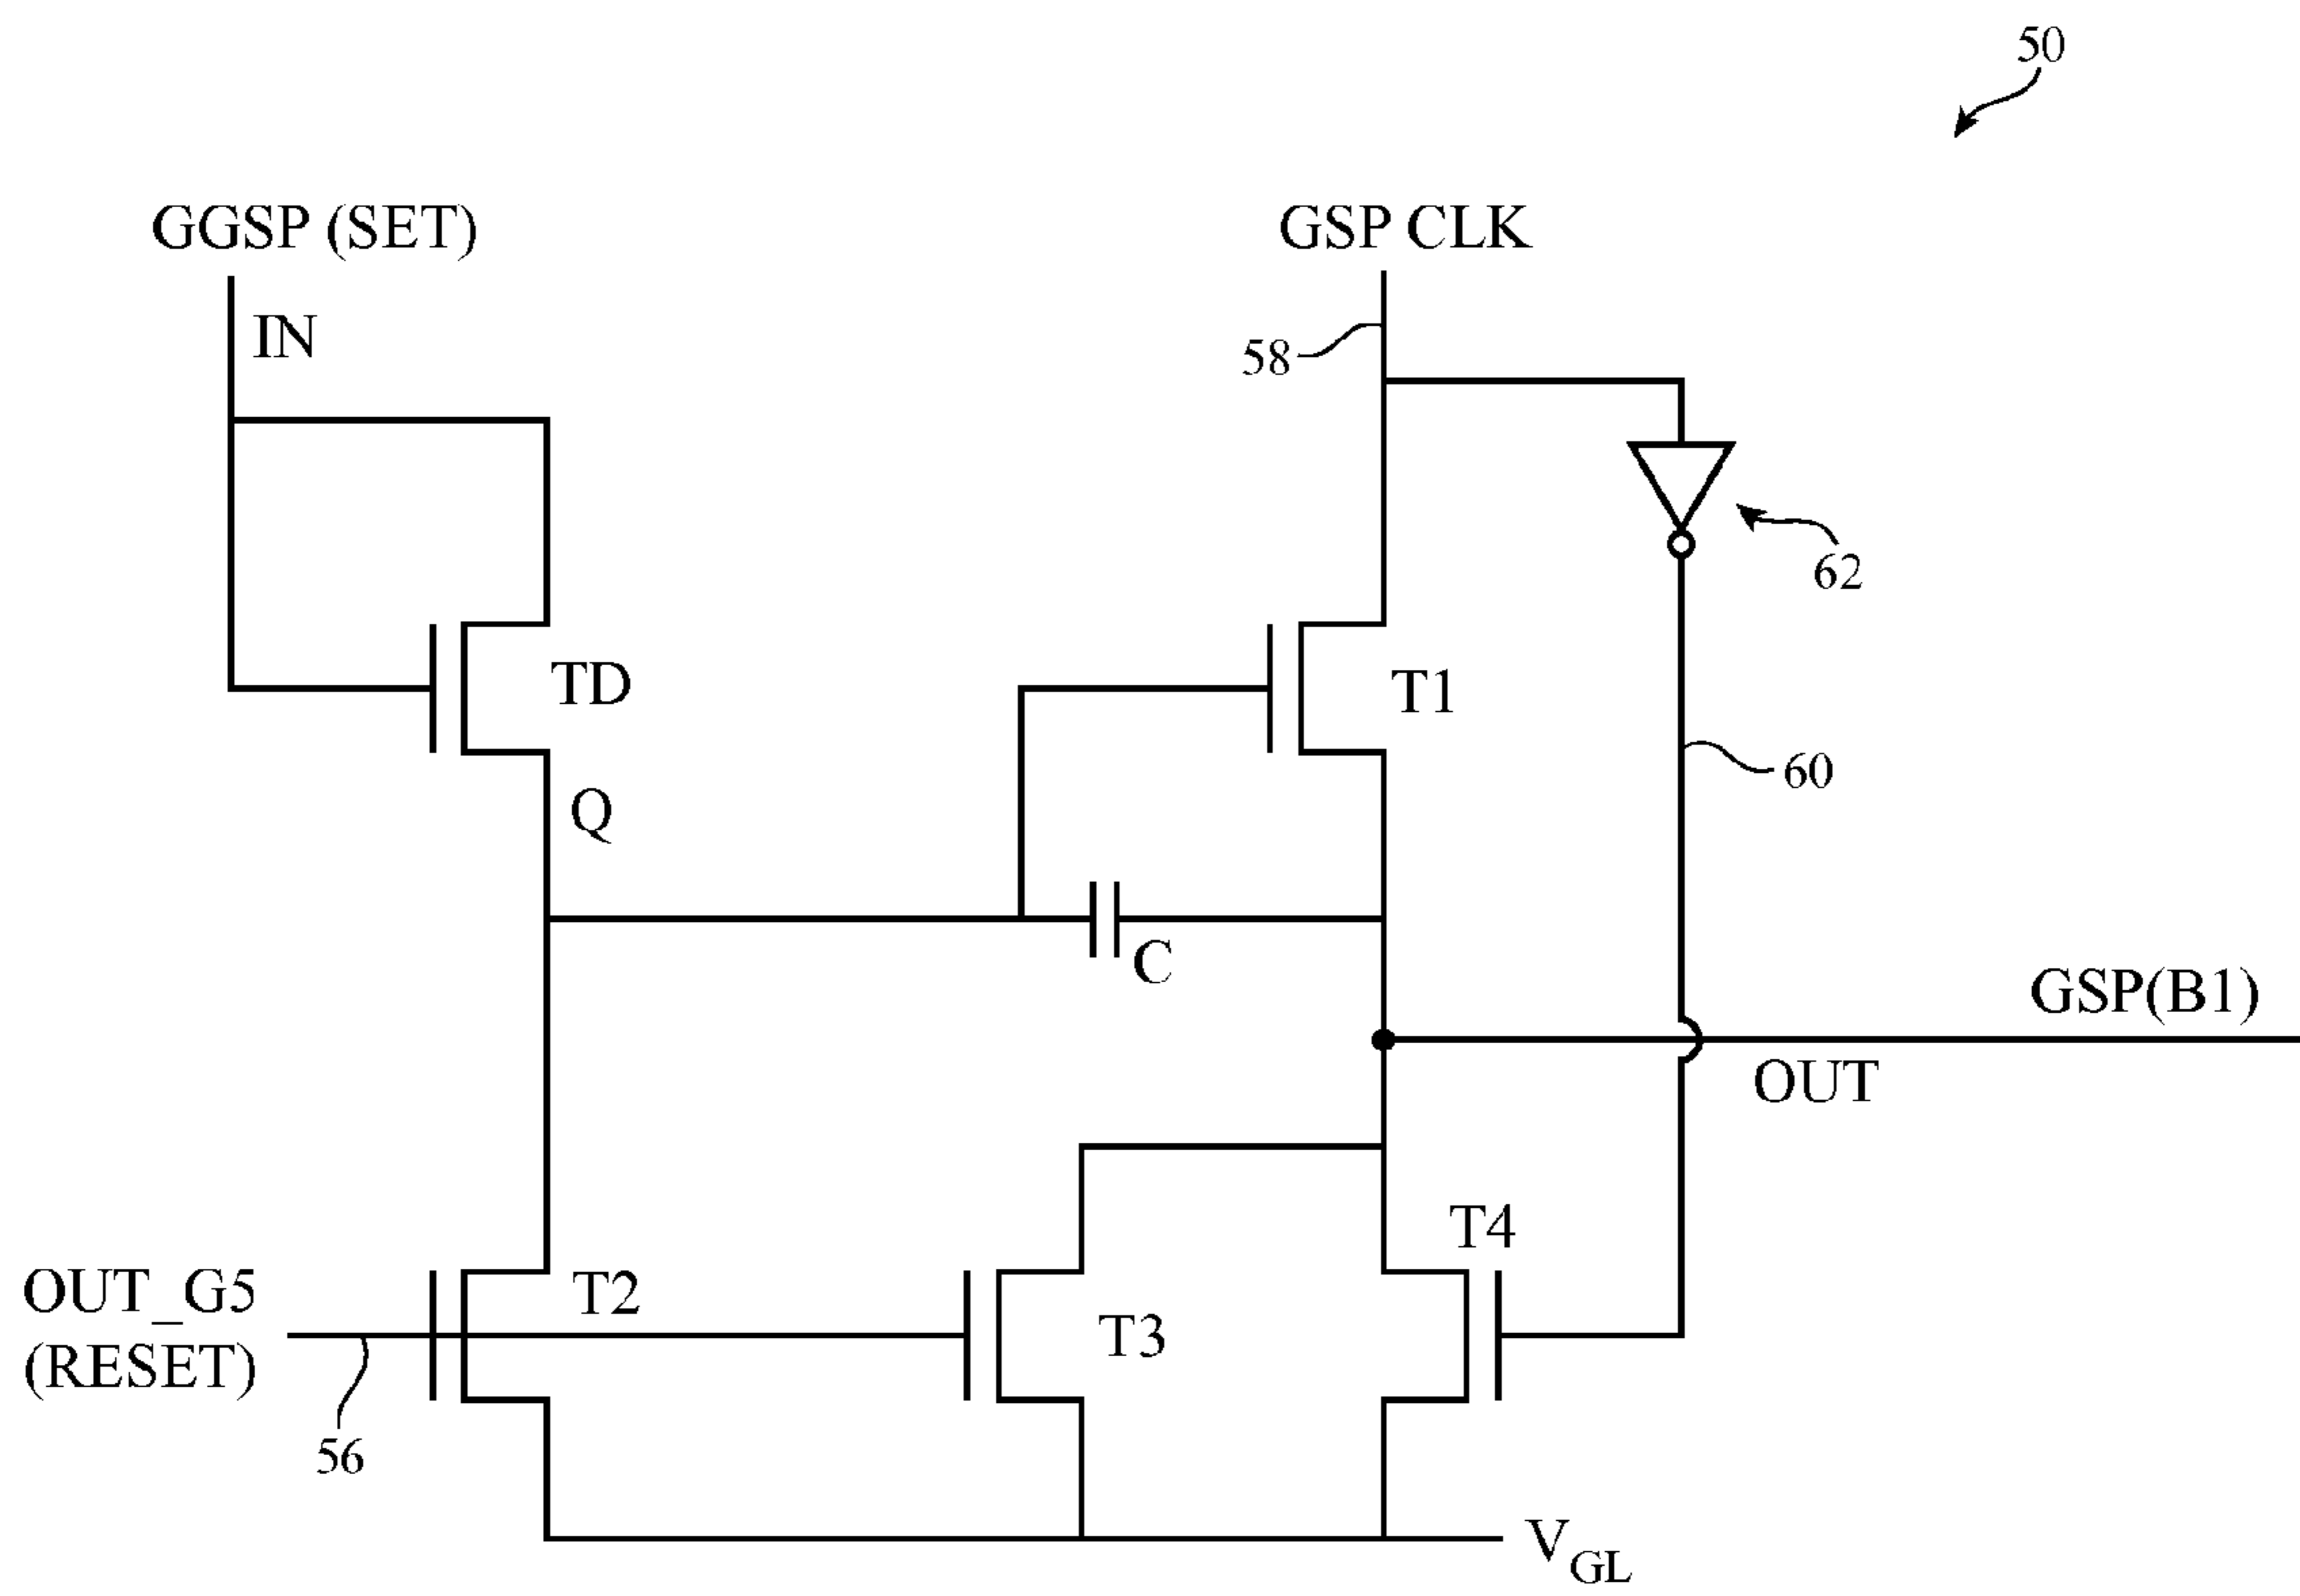 50
GGSP (SET)
GSP CLK
IN
58
62
TD
T1
60
Q
C
GSP(B1)
OUT
T4
OUT_G5
(RESET)
T2
T3
56
VGL